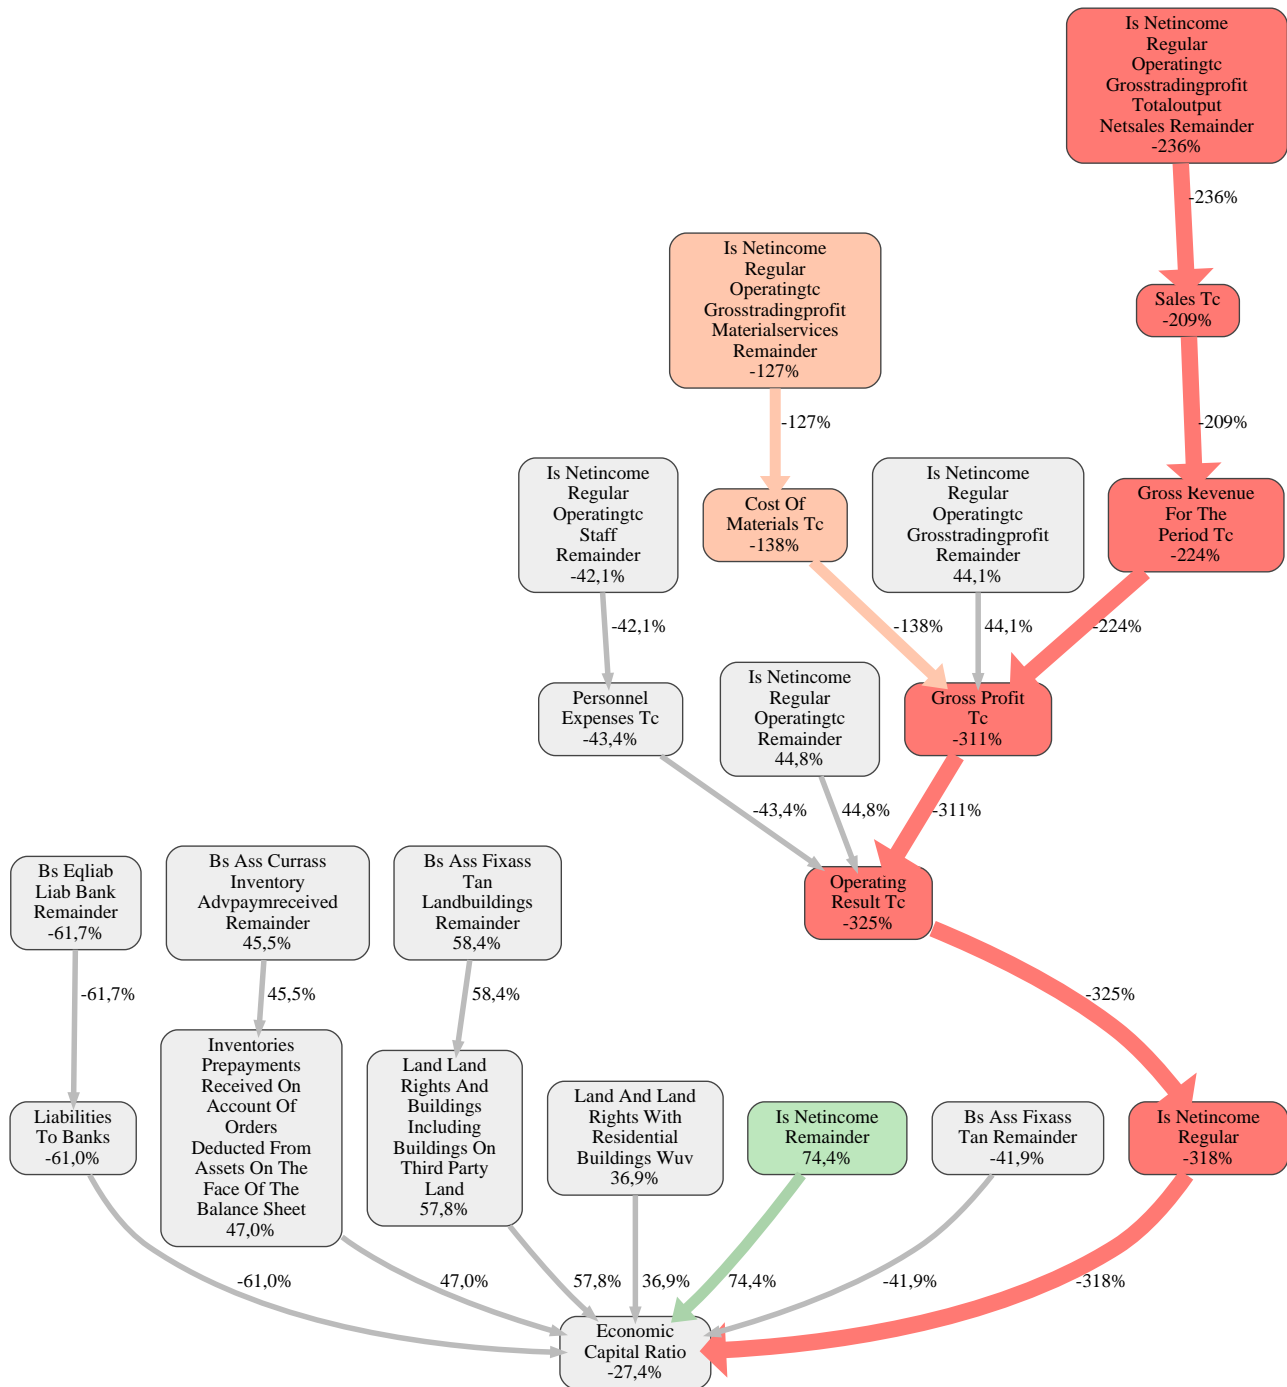 Is Netincome
Regular
Operatingtc
Grosstradingprofit
Totaloutput
Netsales Remainder
-236%
-236%
Is Netincome
Regular
Operatingtc
Grosstradingprofit
Materialservices
Remainder
-127%
Sales Tc
-209%
-127%
-209%
Is Netincome
Regular
Operatingtc
Staff
Remainder
-42,1%
Cost Of
Materials Tc
-138%
Is Netincome
Regular
Operatingtc
Grosstradingprofit
Remainder
44,1%
Gross Revenue
For The
Period Tc
-224%
-42,1%
-138%
44,1%
-224%
Personnel
Expenses Tc
-43,4%
Is Netincome
Regular
Operatingtc
Remainder
44,8%
Gross Profit
Tc
-311%
-43,4%
44,8%
-311%
Bs Eqliab
Liab Bank
Remainder
-61,7%
Bs Ass Currass
Inventory
Advpaymreceived
Remainder
45,5%
Bs Ass Fixass
Tan
Landbuildings
Remainder
58,4%
Operating
Result Tc
-325%
-61,7%
45,5%
58,4%
-325%
Liabilities
To Banks
-61,0%
Inventories
Prepayments
Received On
Account Of
Orders
Deducted From
Assets On The
Face Of The
Balance Sheet
47,0%
Land Land
Rights And
Buildings
Including
Buildings On
Third Party
Land
57,8%
Land And Land
Rights With
Residential
Buildings Wuv
36,9%
Is Netincome
Remainder
74,4%
Bs Ass Fixass
Tan Remainder
-41,9%
Is Netincome
Regular
-318%
-61,0%
47,0%
57,8%
36,9%
74,4%
-41,9%
-318%
Economic
Capital Ratio
-27,4%